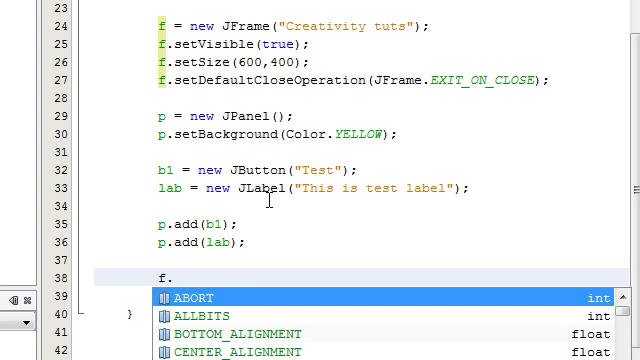 23
24 f = new JFrame("Creativity tuts");
25 f.setVisible(true);
26 f.setSize(600,400);
27 f.setDefaultCloseOperation(JFrame.EXIT_ON_CLOSE);
28
29 p = new JPanel();
30 p.setBackground(Color.YELLOW);
31
32 b1 = new JButton("Test");
33 lab = new JLabel("This is test label");
34
35 p.add(b1);
36 p.add(lab);
37
38 f.
39 ABORT int
40 } ALLBITS int
41 BOTTOM_ALIGNMENT float
42 CENTER_ALIGNMENT float